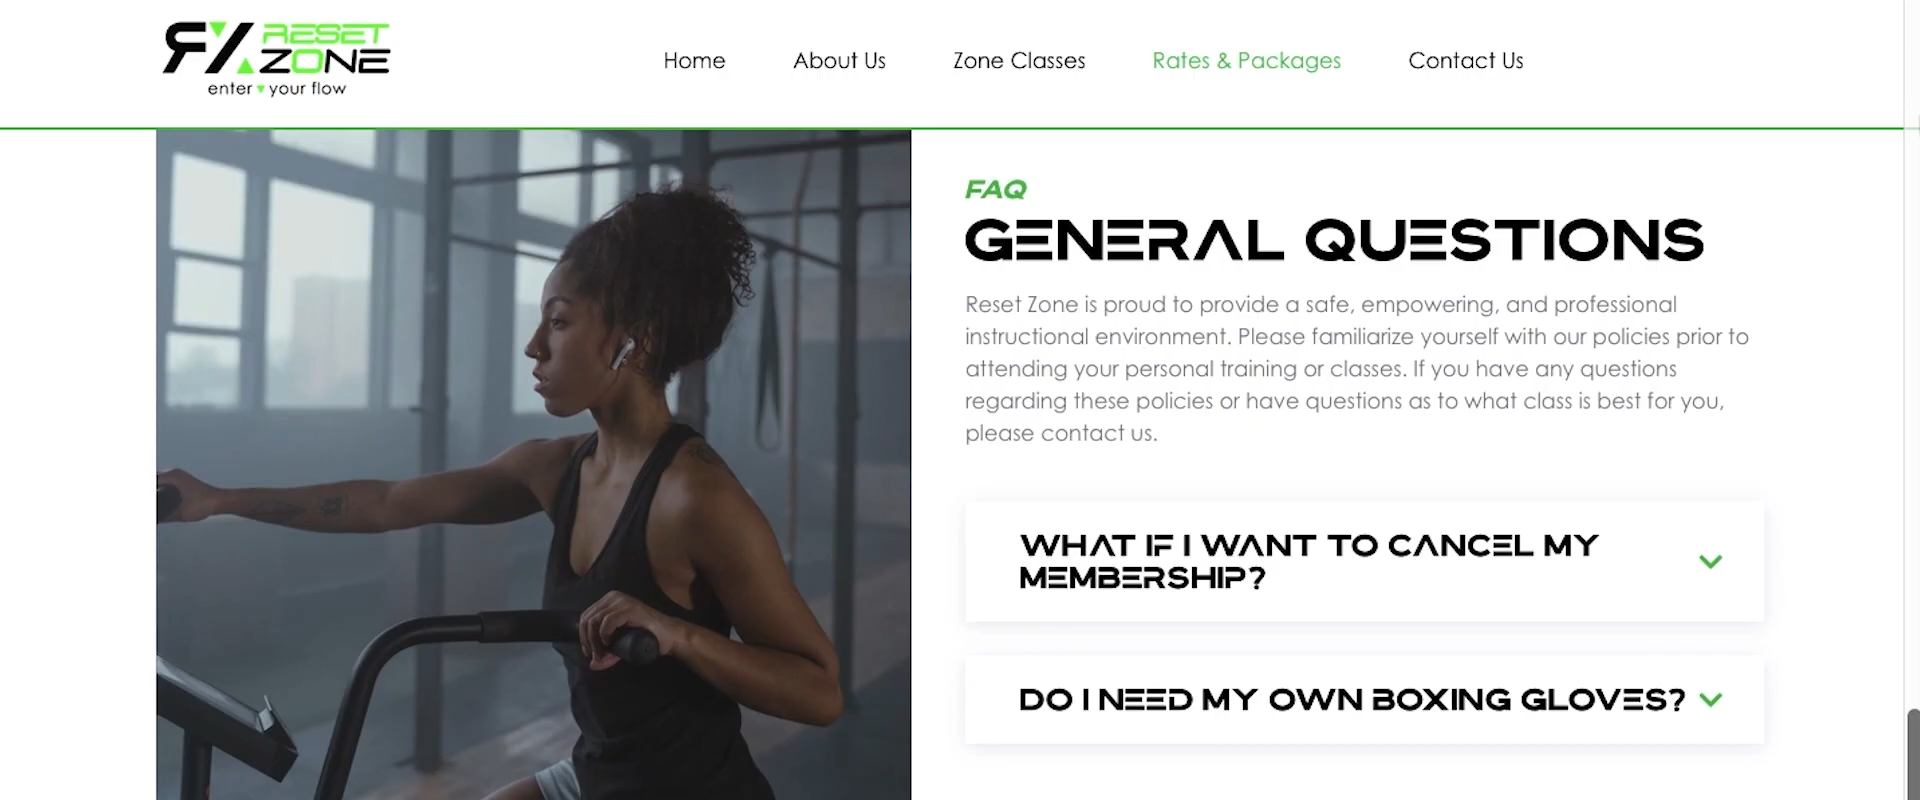 RESET
ZONE
enter your flow
Home About Us Zone Classes Rates & Packages Contact Us
FAQ
GENERAL QUESTIONS
Reset Zone is proud to provide a safe, empowering, and professional
instructional environment. Please familiarize yourself with our policies prior to
attending your personal training or classes. If you have any questions
regarding these policies or have questions as to what class is best for you,
please contact us.
WHAT IF I WANT TO CANCEL MY
MEMBERSHIP?
DO I NEED MY OWN BOXING GLOVES?